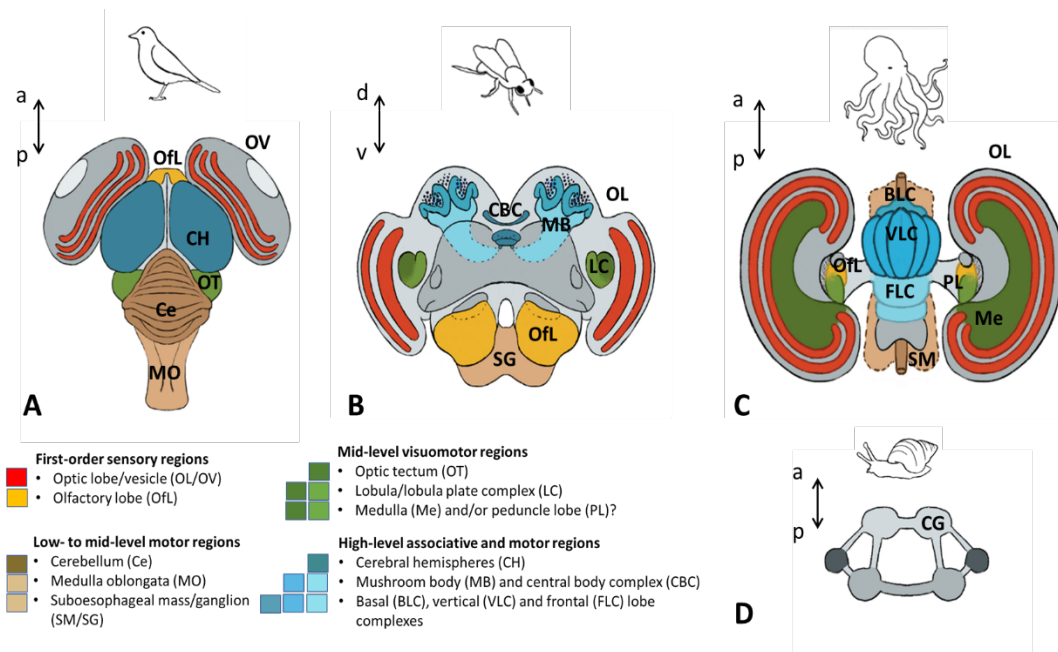 a
p
OfL
OV
CH
OT
Ce
MO
A
d
v
CBC
OL
MB
LC
OfL
SG
B
a
p
OL
BLC
VLC
OfL
PL
FLC
Me
SM
C
First-order sensory regions
• Optic lobe/vesicle (OL/OV)
• Olfactory lobe (OfL)
Low- to mid-level motor regions
• Cerebellum (Ce)
• Medulla oblongata (MO)
• Suboesophageal mass/ganglion
(SM/SG)
Mid-level visuomotor regions
• Optic tectum (OT)
• Lobula/lobula plate complex (LC)
• Medulla (Me) and/or peduncle lobe (PL)?
High-level associative and motor regions
• Cerebral hemispheres (CH)
• Mushroom body (MB) and central body complex (CBC)
• Basal (BLC), vertical (VLC) and frontal (FLC) lobe
complexes
a
p
CG
D